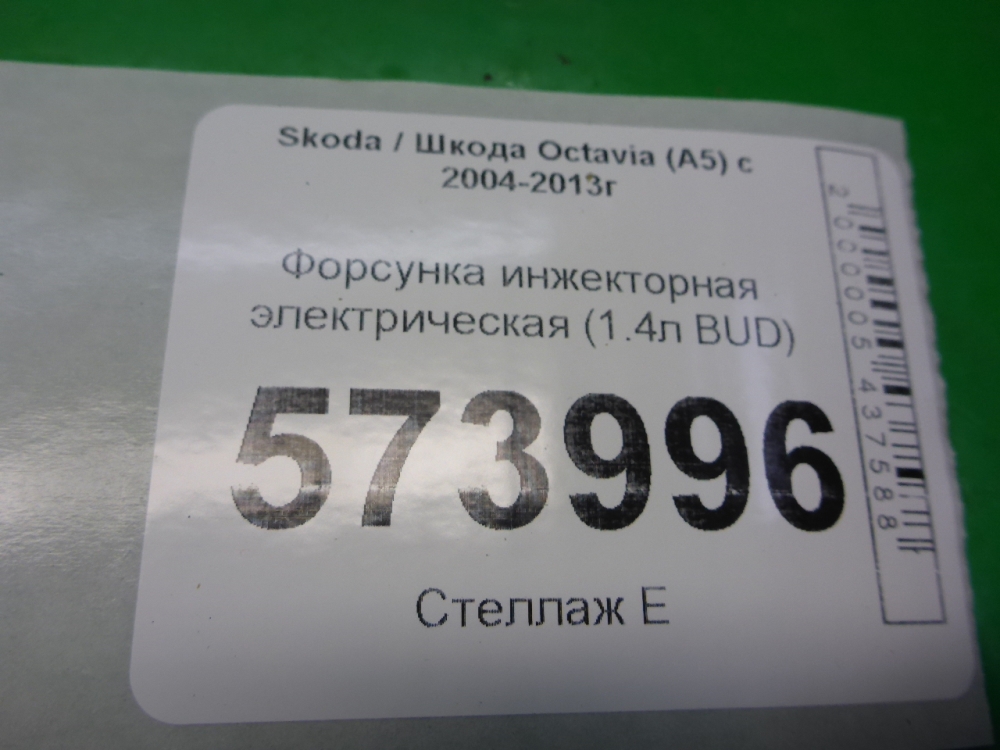 Skoda / Шкода Octavia (A5) с
2004-2013г
Форсунка инжекторная
электрическая (1.4л BUD)
573996
Стеллаж Е
2000005437588